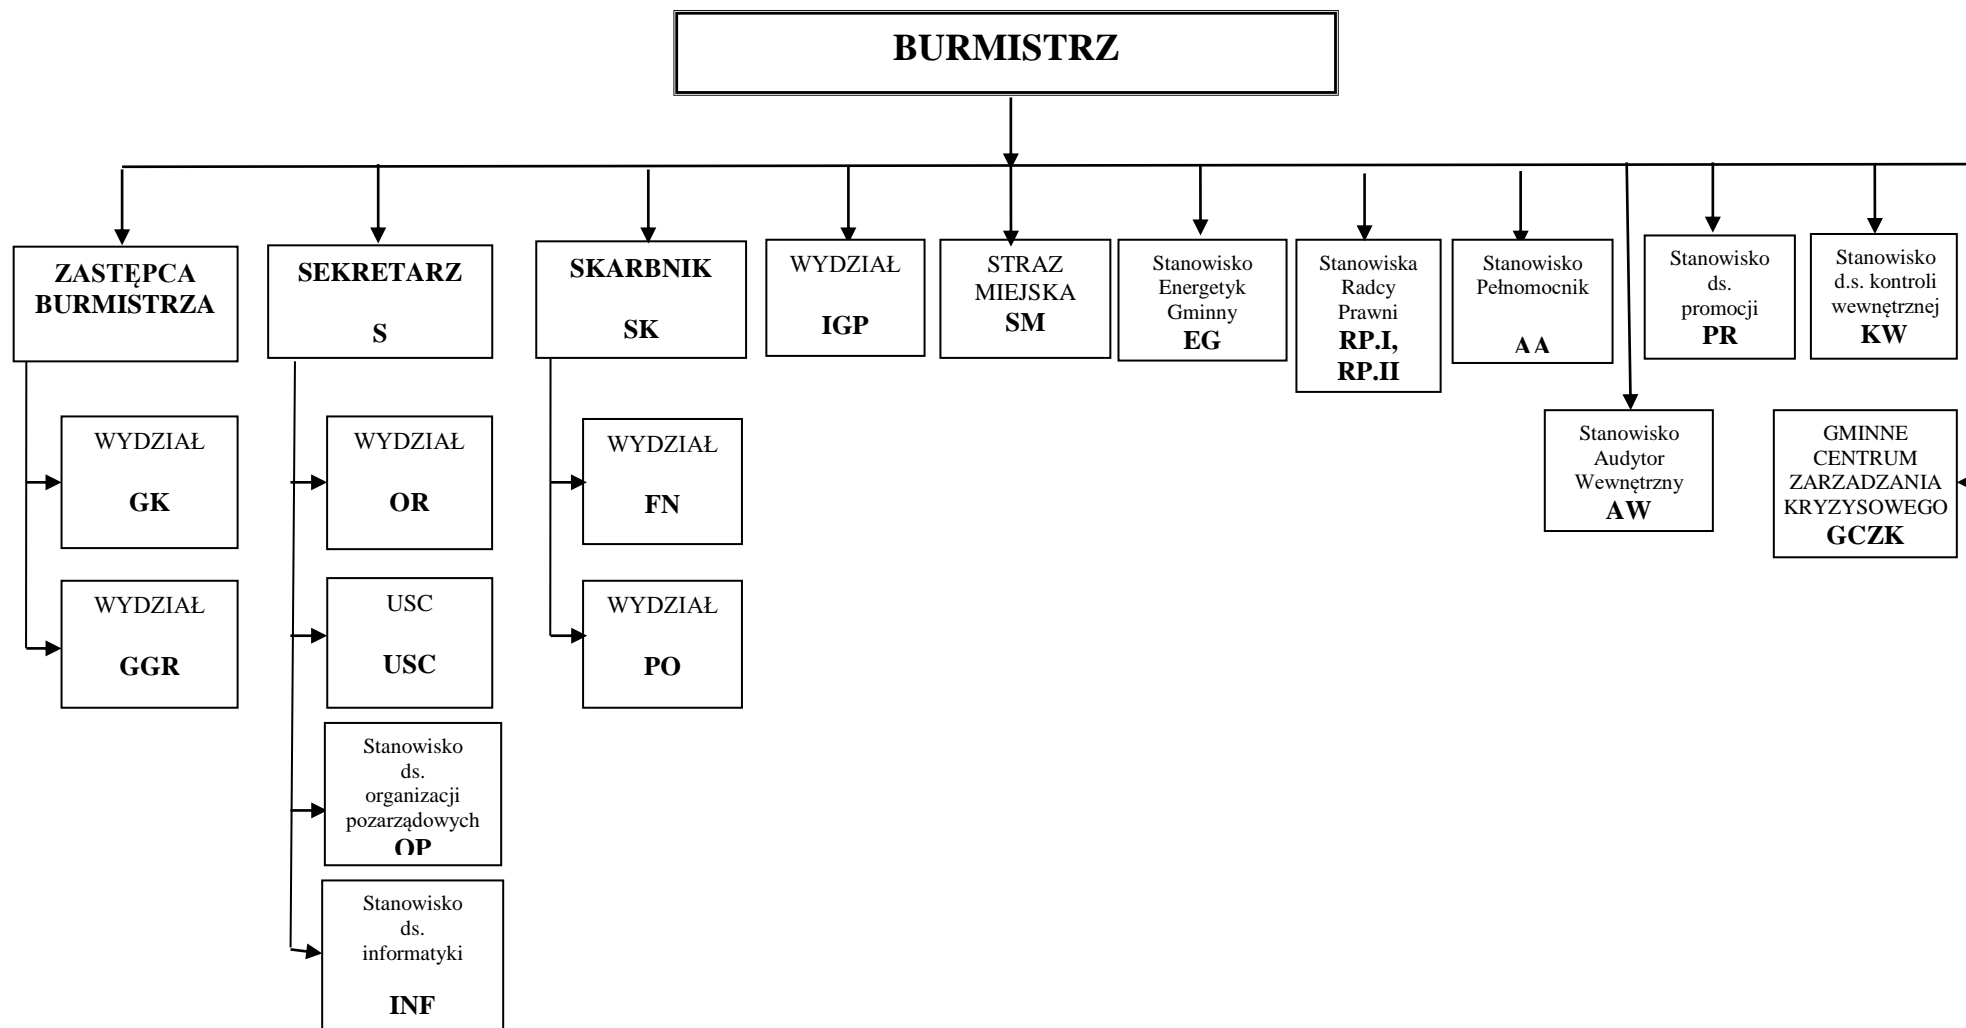 BURMISTRZ
ZASTĘPCA
BURMISTRZA
SEKRETARZ
S
SKARBNIK
SK
WYDZIAŁ
IGP
STRAZ
MIEJSKA
SM
Stanowisko
Energetyk
Gminny
EG
Stanowiska
Radcy
Prawni
RP.I,
RP.II
Stanowisko
Pełnomocnik
AA
Stanowisko
ds.
promocji
PR
Stanowisko
d.s. kontroli
wewnętrznej
KW
WYDZIAŁ
GK
WYDZIAŁ
OR
WYDZIAŁ
FN
Stanowisko
Audytor
Wewnętrzny
AW
GMINNE
CENTRUM
ZARZADZANIA
KRYZYSOWEGO
GCZK
WYDZIAŁ
GGR
USC
USC
WYDZIAŁ
PO
Stanowisko
ds.
organizacji
pozarządowych
OP
Stanowisko
ds.
informatyki
INF